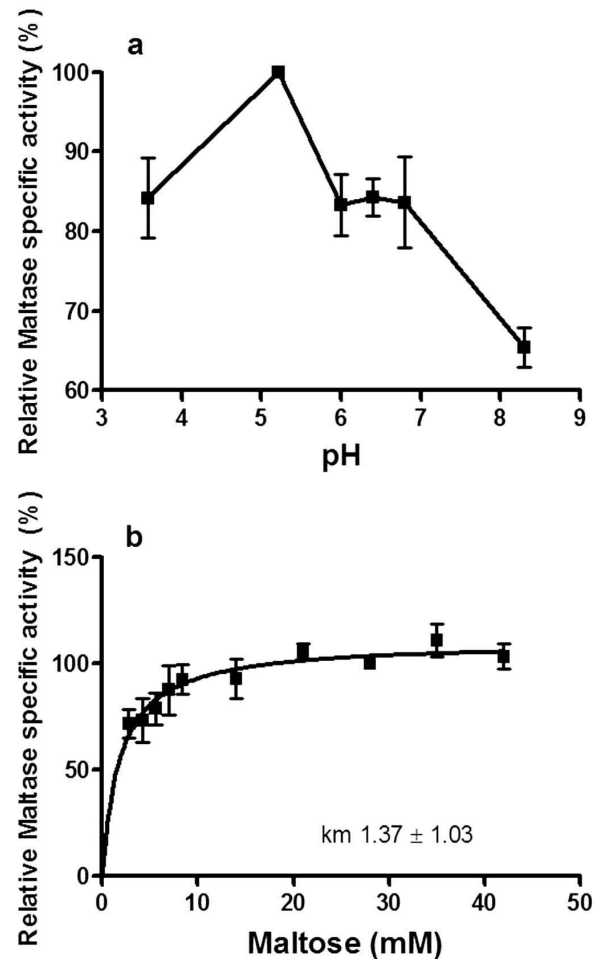 a
Relative Maltase specific activity (%)
100
90
80
70
60
3 4 5 6 7 8 9
pH
b
Relative Maltase specific activity (%)
150
100
50
0
km 1.37 ± 1.03
0 10 20 30 40 50
Maltose (mM)